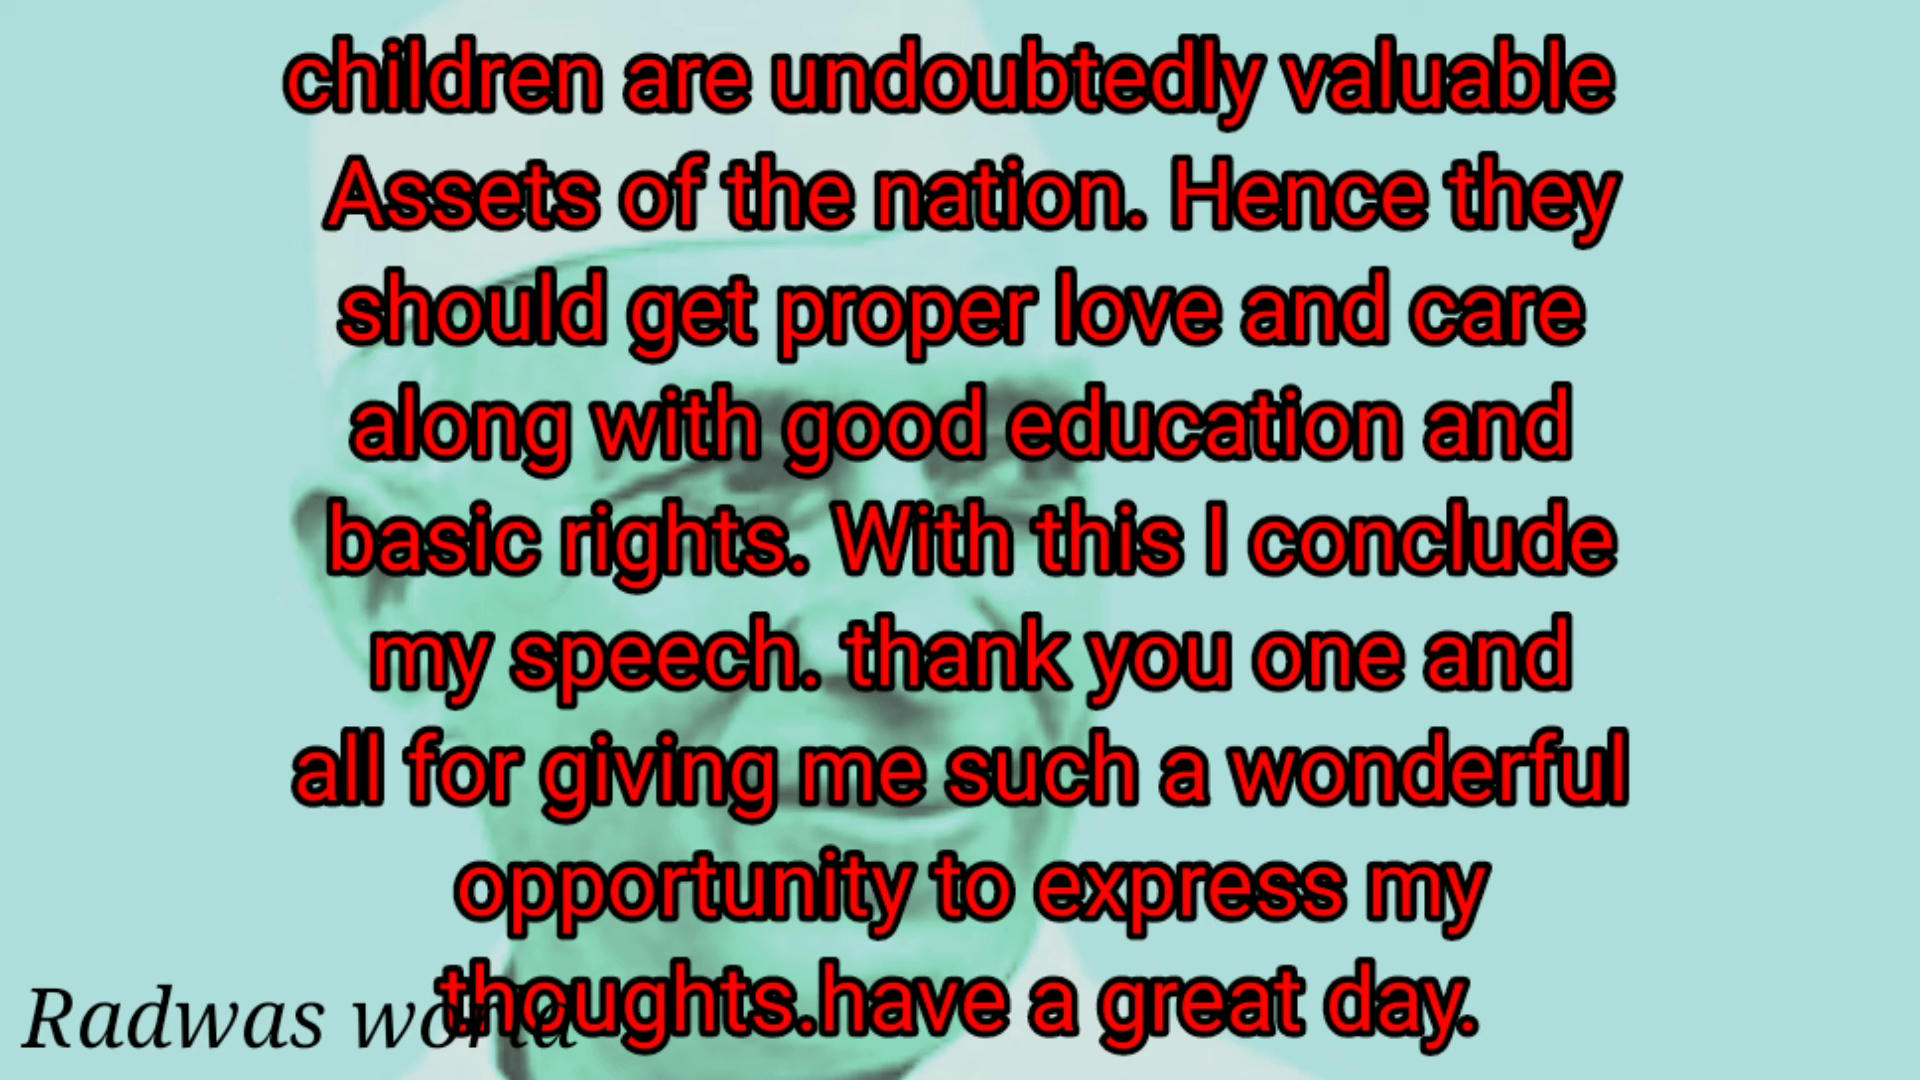 children are undoubtedly valuable
Assets of the nation. Hence they
should get proper love and care
along with good education and
basic rights. With this I conclude
my speech. thank you one and
all for giving me such a wonderful
opportunity to express my
thoughts.have a great day.
Radwas world